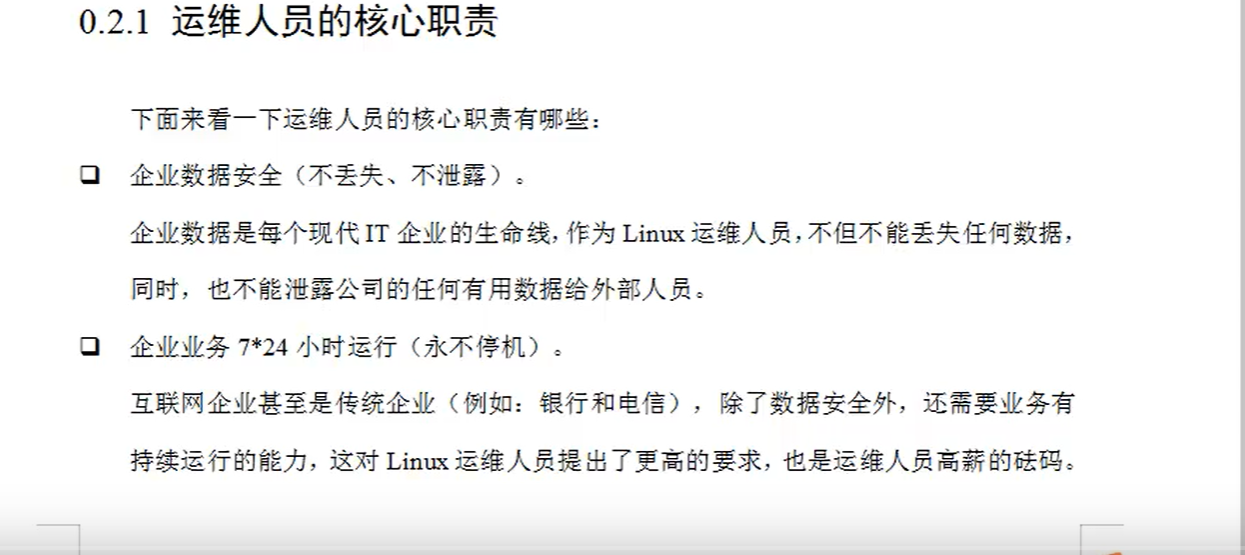 0.2.1 运维人员的核心职责
下面来看一下运维人员的核心职责有哪些：
❑ 企业数据安全（不丢失、不泄露）。
企业数据是每个现代 IT 企业的生命线，作为 Linux 运维人员，不但不能丢失任何数据，
同时，也不能泄露公司的任何有用数据给外部人员。
❑ 企业业务 7*24 小时运行（永不停机）。
互联网企业甚至是传统企业（例如：银行和电信），除了数据安全外，还需要业务有
持续运行的能力，这对 Linux 运维人员提出了更高的要求，也是运维人员高薪的砝码。